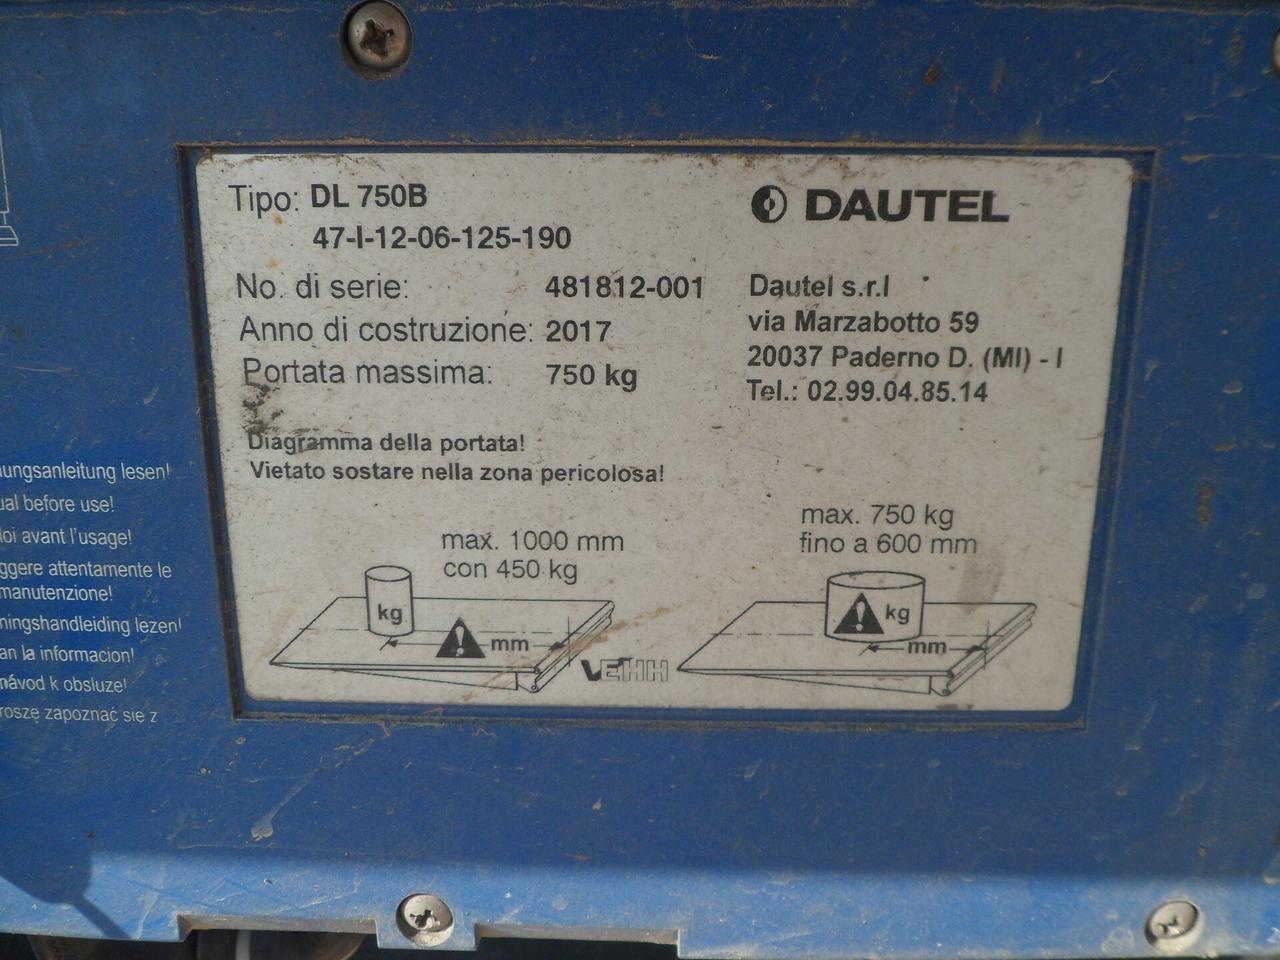 Tipo: DL 750B
47-I-12-06-125-190
No. di serie: 481812-001
Anno di costruzione: 2017
Portata massima: 750 kg
DAUTEL
Dautel s.r.l
via Marzabotto 59
20037 Paderno D. (MI) - I
Tel.: 02.99.04.85.14
Diagramma della portata!
Vietato sostare nella zona pericolosa!
max. 1000 mm
con 450 kg
kg
mm
max. 750 kg
fino a 600 mm
kg
mm
ungsanleitung lesen!
ual before use!
loi avant l'usage!
ggere attentamente le
manutenzione!
ningshandleiding lezen!
an la informacion!
návod k obsluze!
roszę zapoznać sie z